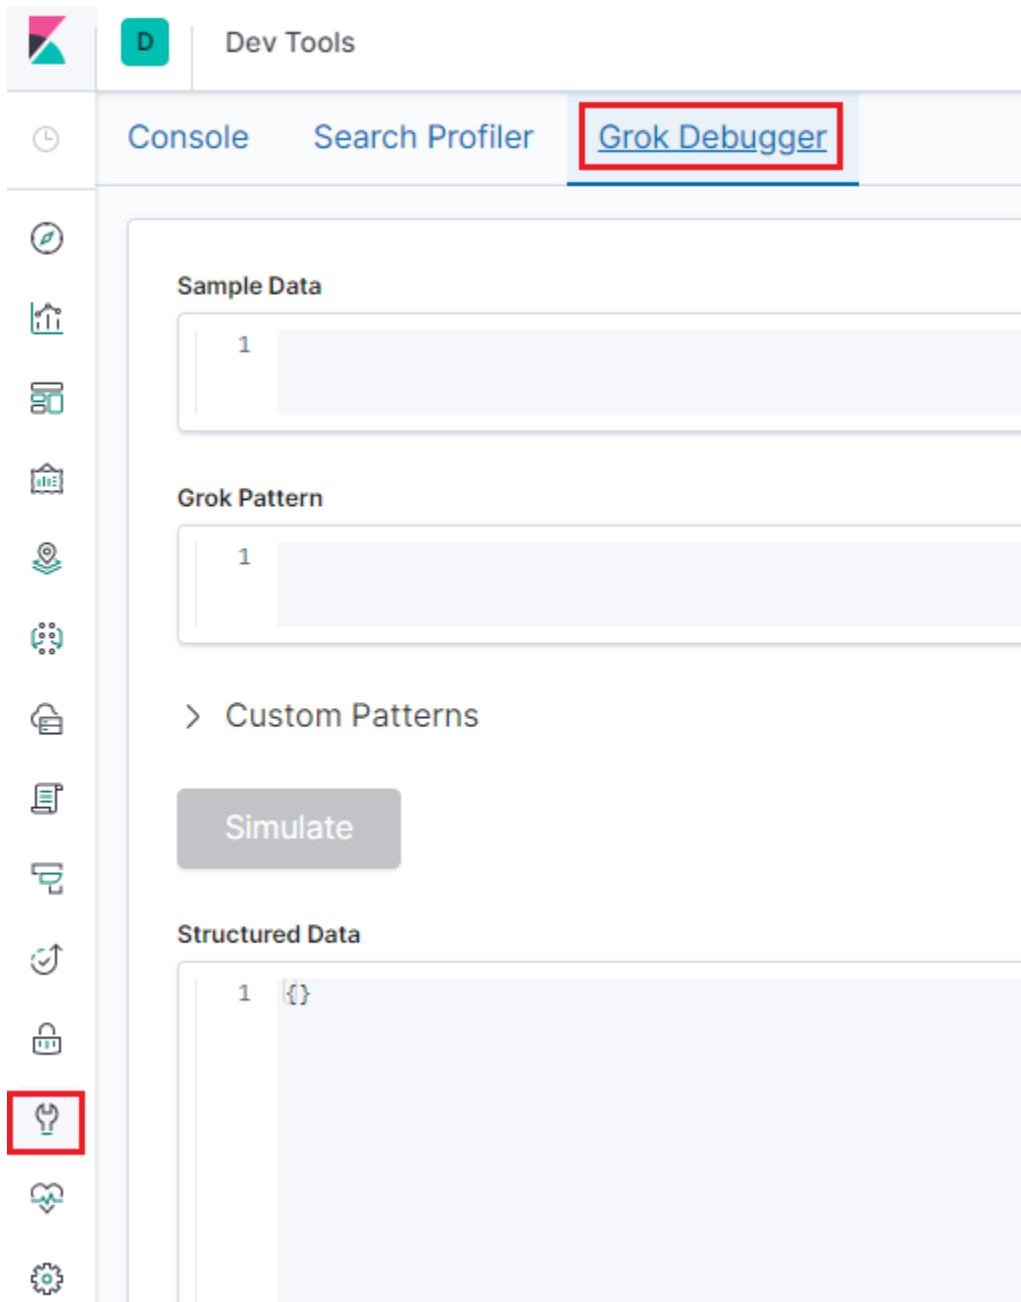 D Dev Tools
Console Search Profiler Grok Debugger
Sample Data
1
Grok Pattern
1
Custom Patterns
Simulate
Structured Data
1 {}